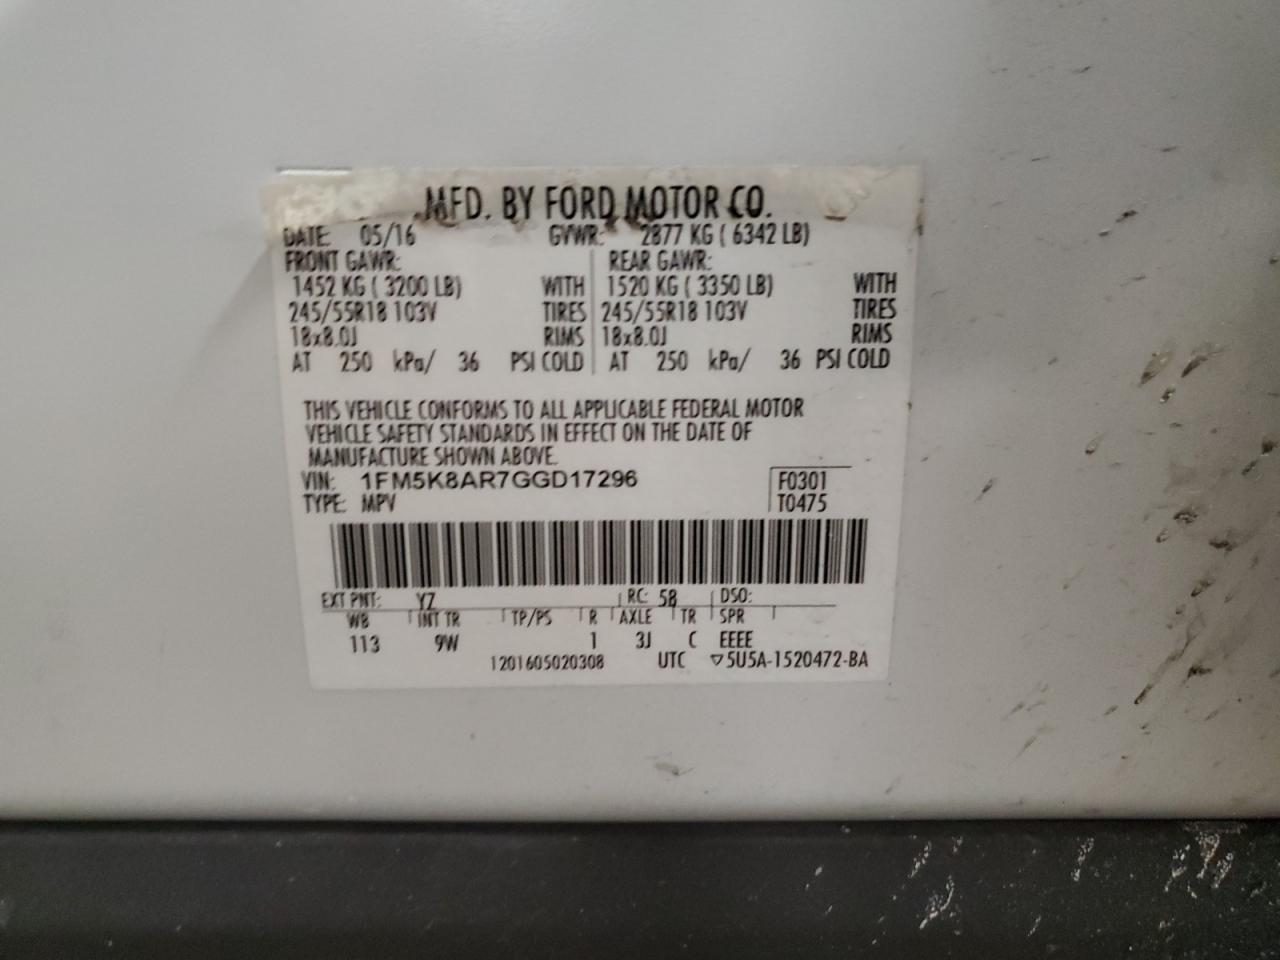 MFD. BY FORD MOTOR CO.
DATE: 05/16 GVWR: 2877 KG ( 6342 LB)
FRONT GAWR: REAR GAWR:
1452 KG ( 3200 LB) WITH 1520 KG ( 3350 LB) WITH
245/55R18 103V TIRES 245/55R18 103V TIRES
18x8.0J RIMS 18x8.0J RIMS
AT 250 kPa/ 36 PSI COLD AT 250 kPa/ 36 PSI COLD
THIS VEHICLE CONFORMS TO ALL APPLICABLE FEDERAL MOTOR
VEHICLE SAFETY STANDARDS IN EFFECT ON THE DATE OF
MANUFACTURE SHOWN ABOVE.
VIN: 1FM5K8AR7GGD17296 F0301
TYPE: MPV T0475
EXT PNT: YZ RC: 58 DSO:
WB INT TR TP/PS R AXLE TR SPR
113 9W 1 3J C EEEE
1201605020308 UTC ▽5U5A-1520472-BA